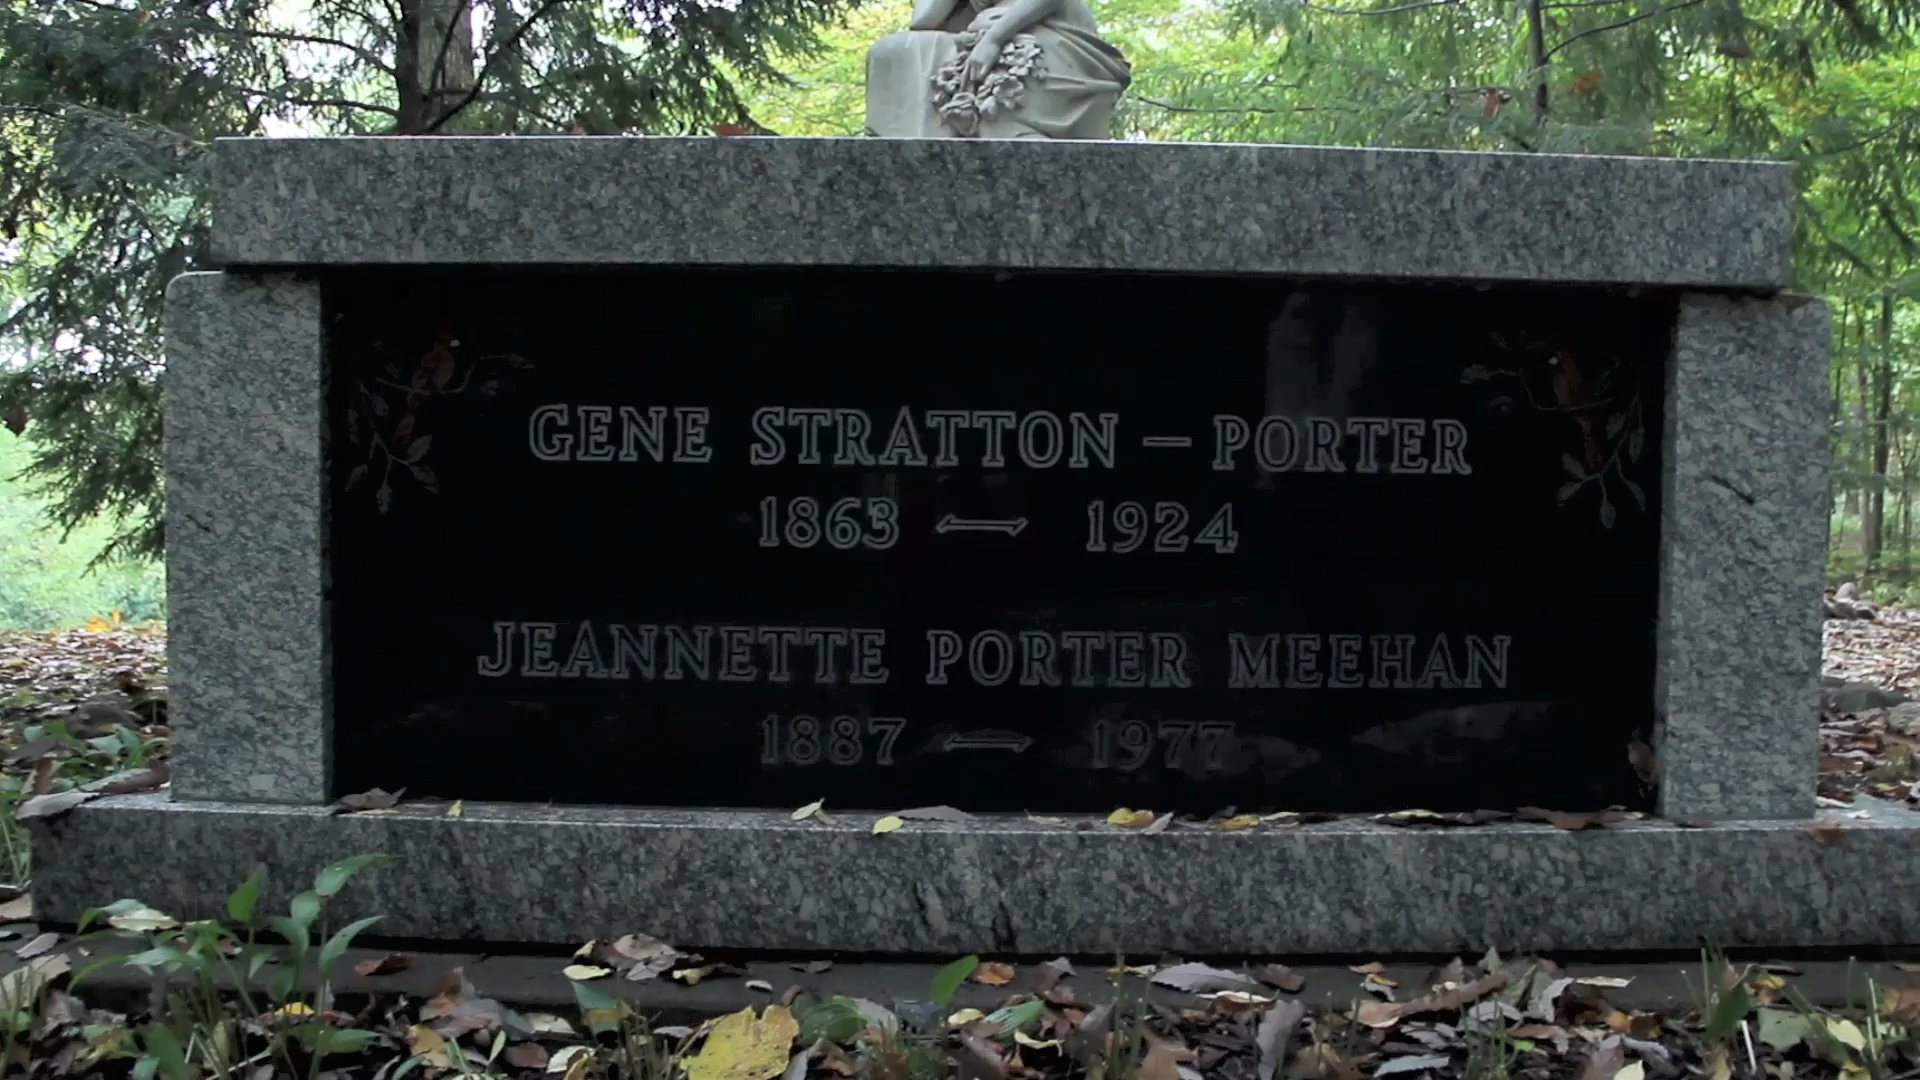 GENE STRATTON – PORTER
1863 — 1924
JEANNETTE PORTER MEEHAN
1887 — 1977